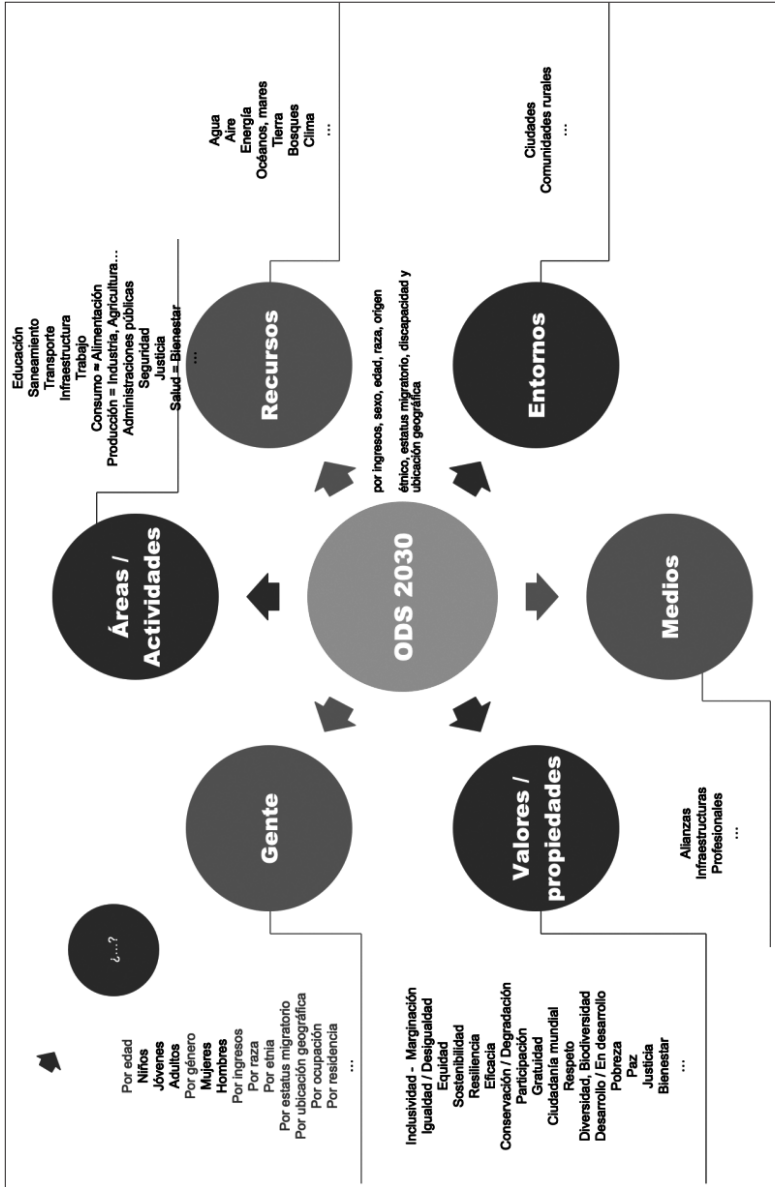 ¿...?
Por edad
Niños
Jóvenes
Adultos
Por género
Mujeres
Hombres
Por ingresos
Por raza
Por etnia
Por estatus migratorio
Por ubicación geográfica
Por ocupación
Por residencia
...
Gente
Áreas /
Actividades
Educación
Saneamiento
Transporte
Infraestructura
Trabajo
Consumo ≈ Alimentación
Producción = Industria, Agricultura...
Administraciones públicas
Seguridad
Justicia
Salud = Bienestar
...
Recursos
Agua
Aire
Energía
Océanos, mares
Tierra
Bosques
Clima
...
ODS 2030
por ingresos, sexo, edad, raza, origen
étnico, estatus migratorio, discapacidad y
ubicación geográfica
Inclusividad - Marginación
Igualdad / Desigualdad
Equidad
Sostenibilidad
Resiliencia
Eficacia
Conservación / Degradación
Participación
Gratuidad
Ciudadanía mundial
Respeto
Diversidad, Biodiversidad
Desarrollo / En desarrollo
Pobreza
Paz
Justicia
Bienestar
...
Valores /
propiedades
Entornos
Ciudades
Comunidades rurales
...
Medios
Alianzas
Infraestructuras
Profesionales
...